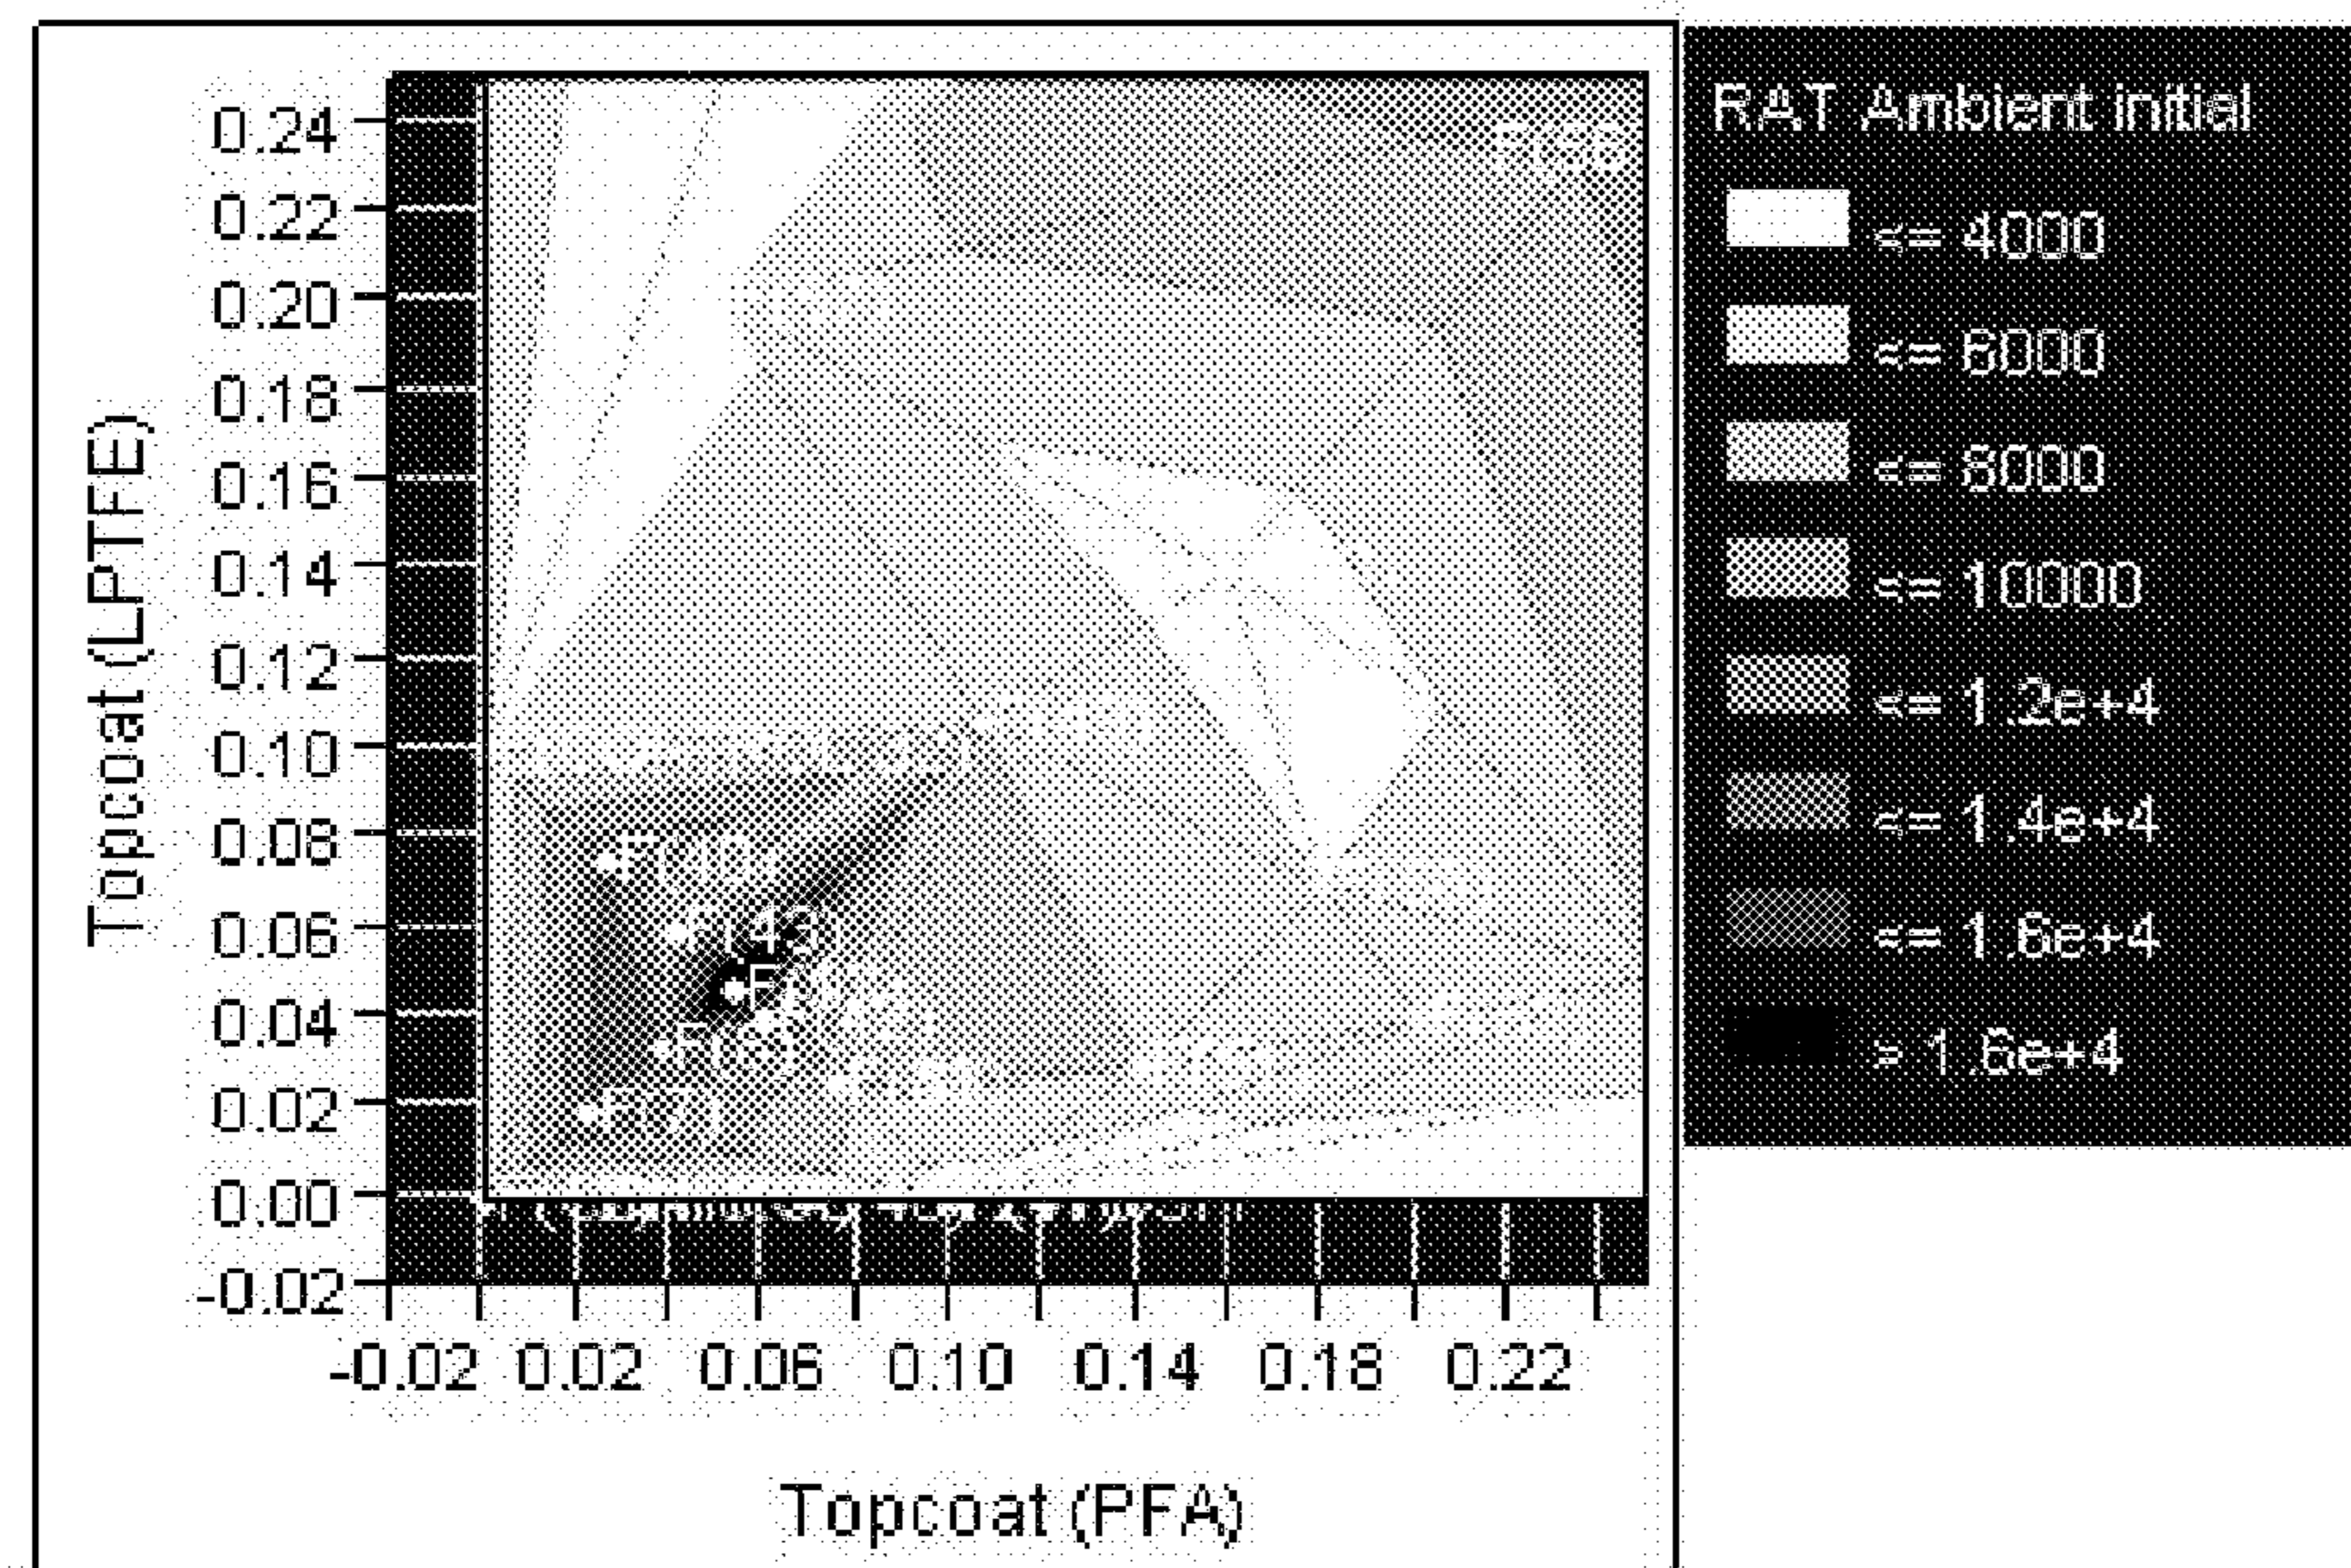 RAT Ambient initial
<= 4000
<= 6000
<= 8000
<= 10000
<= 1.2e+4
<= 1.4e+4
<= 1.6e+4
> 1.6e+4
Topcoat (LPTFE)
0.24
0.22
0.20
0.18
0.16
0.14
0.12
0.10
0.08
0.06
0.04
0.02
0.00
-0.02
-0.02 0.02 0.06 0.10 0.14 0.18 0.22
Topcoat (PFA)